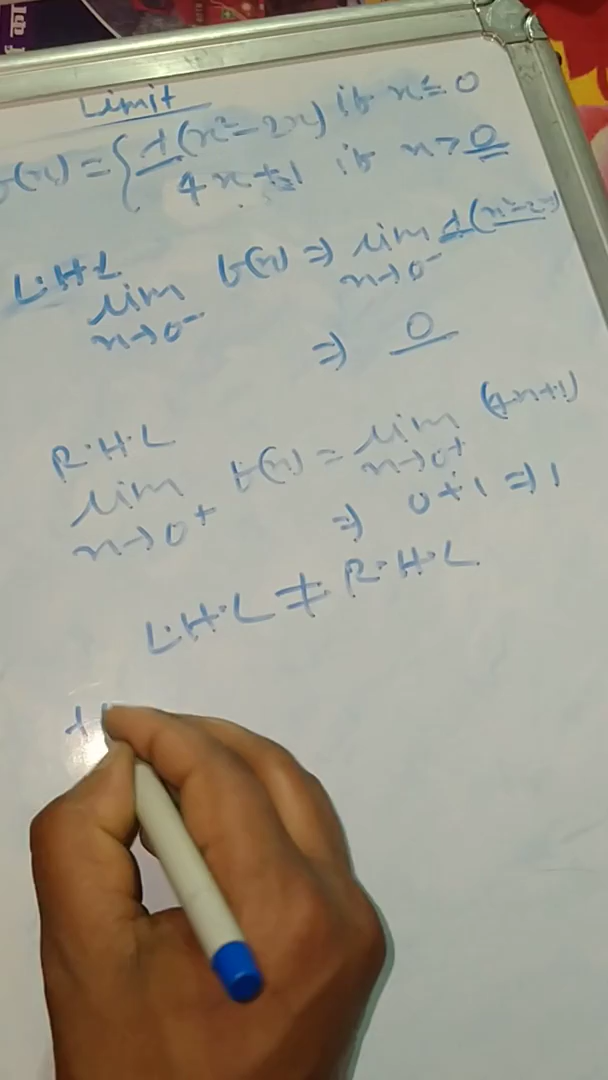 Limit
f(x) = { λ(x²-2x) if x ≤ 0
4x+1 if x > 0
L.H.L
lim x→0⁻ f(x) ⇒ lim x→0⁻ λ(x²-2x)
⇒ 0
R.H.L
lim x→0⁺ f(x) = lim x→0⁺ (4x+1)
⇒ 0+1 ⇒ 1
L.H.L ≠ R.H.L